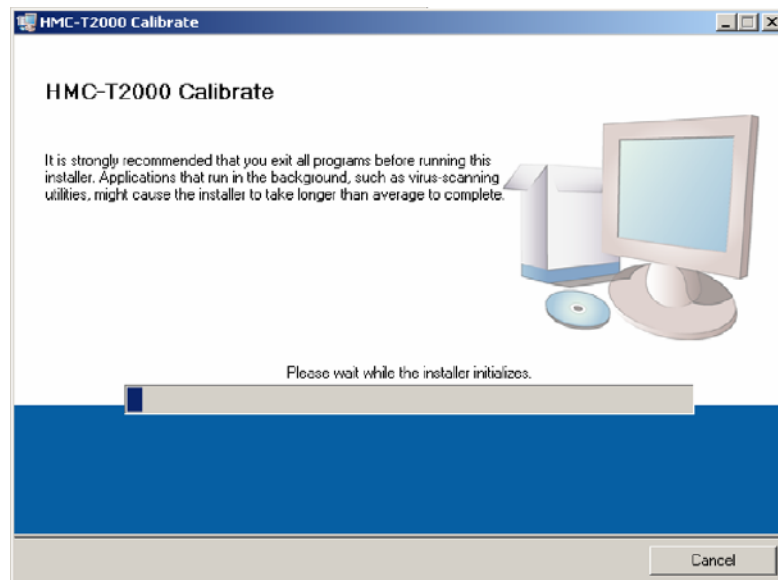 HMC-T2000 Calibrate
HMC-T2000 Calibrate
It is strongly recommended that you exit all programs before running this
installer. Applications that run in the background, such as virus-scanning
utilities, might cause the installer to take longer than average to complete.
Please wait while the installer initializes.
Cancel